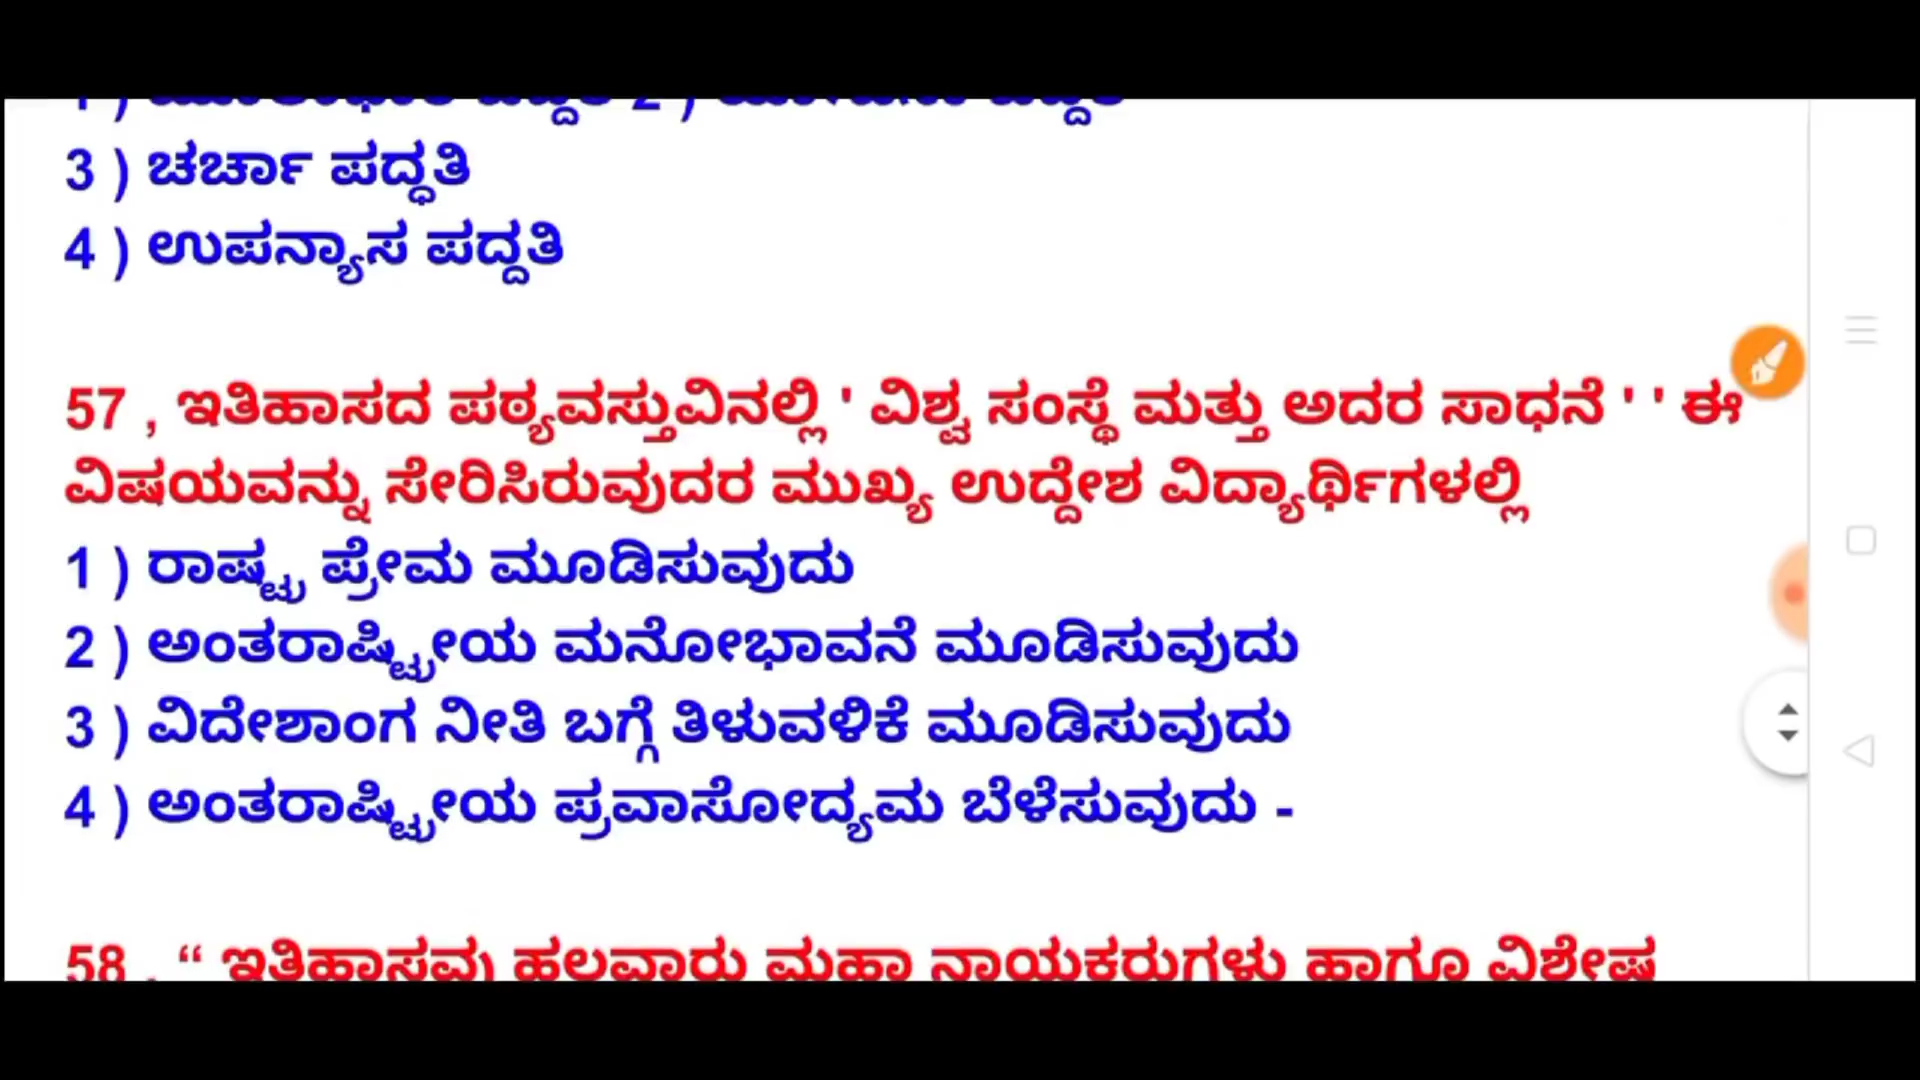 2 )
3 ) ಚರ್ಚಾ ಪದ್ಧತಿ
4 ) ಉಪನ್ಯಾಸ ಪದ್ದತಿ
57 , ಇತಿಹಾಸದ ಪಠ್ಯವಸ್ತುವಿನಲ್ಲಿ ' ವಿಶ್ವ ಸಂಸ್ಥೆ ಮತ್ತು ಅದರ ಸಾಧನೆ ' ' ಈ
ವಿಷಯವನ್ನು ಸೇರಿಸಿರುವುದರ ಮುಖ್ಯ ಉದ್ದೇಶ ವಿದ್ಯಾರ್ಥಿಗಳಲ್ಲಿ
1 ) ರಾಷ್ಟ್ರ ಪ್ರೇಮ ಮೂಡಿಸುವುದು
2 ) ಅಂತರಾಷ್ಟ್ರೀಯ ಮನೋಭಾವನೆ ಮೂಡಿಸುವುದು
3 ) ವಿದೇಶಾಂಗ ನೀತಿ ಬಗ್ಗೆ ತಿಳುವಳಿಕೆ ಮೂಡಿಸುವುದು
4 ) ಅಂತರಾಷ್ಟ್ರೀಯ ಪ್ರವಾಸೋದ್ಯಮ ಬೆಳೆಸುವುದು -
58 . “ ಇತಿಹಾಸವು ಹಲವಾರು ಮಹಾ ನಾಯಕರುಗಳು ಹಾಗೂ ವಿಶೇಷ